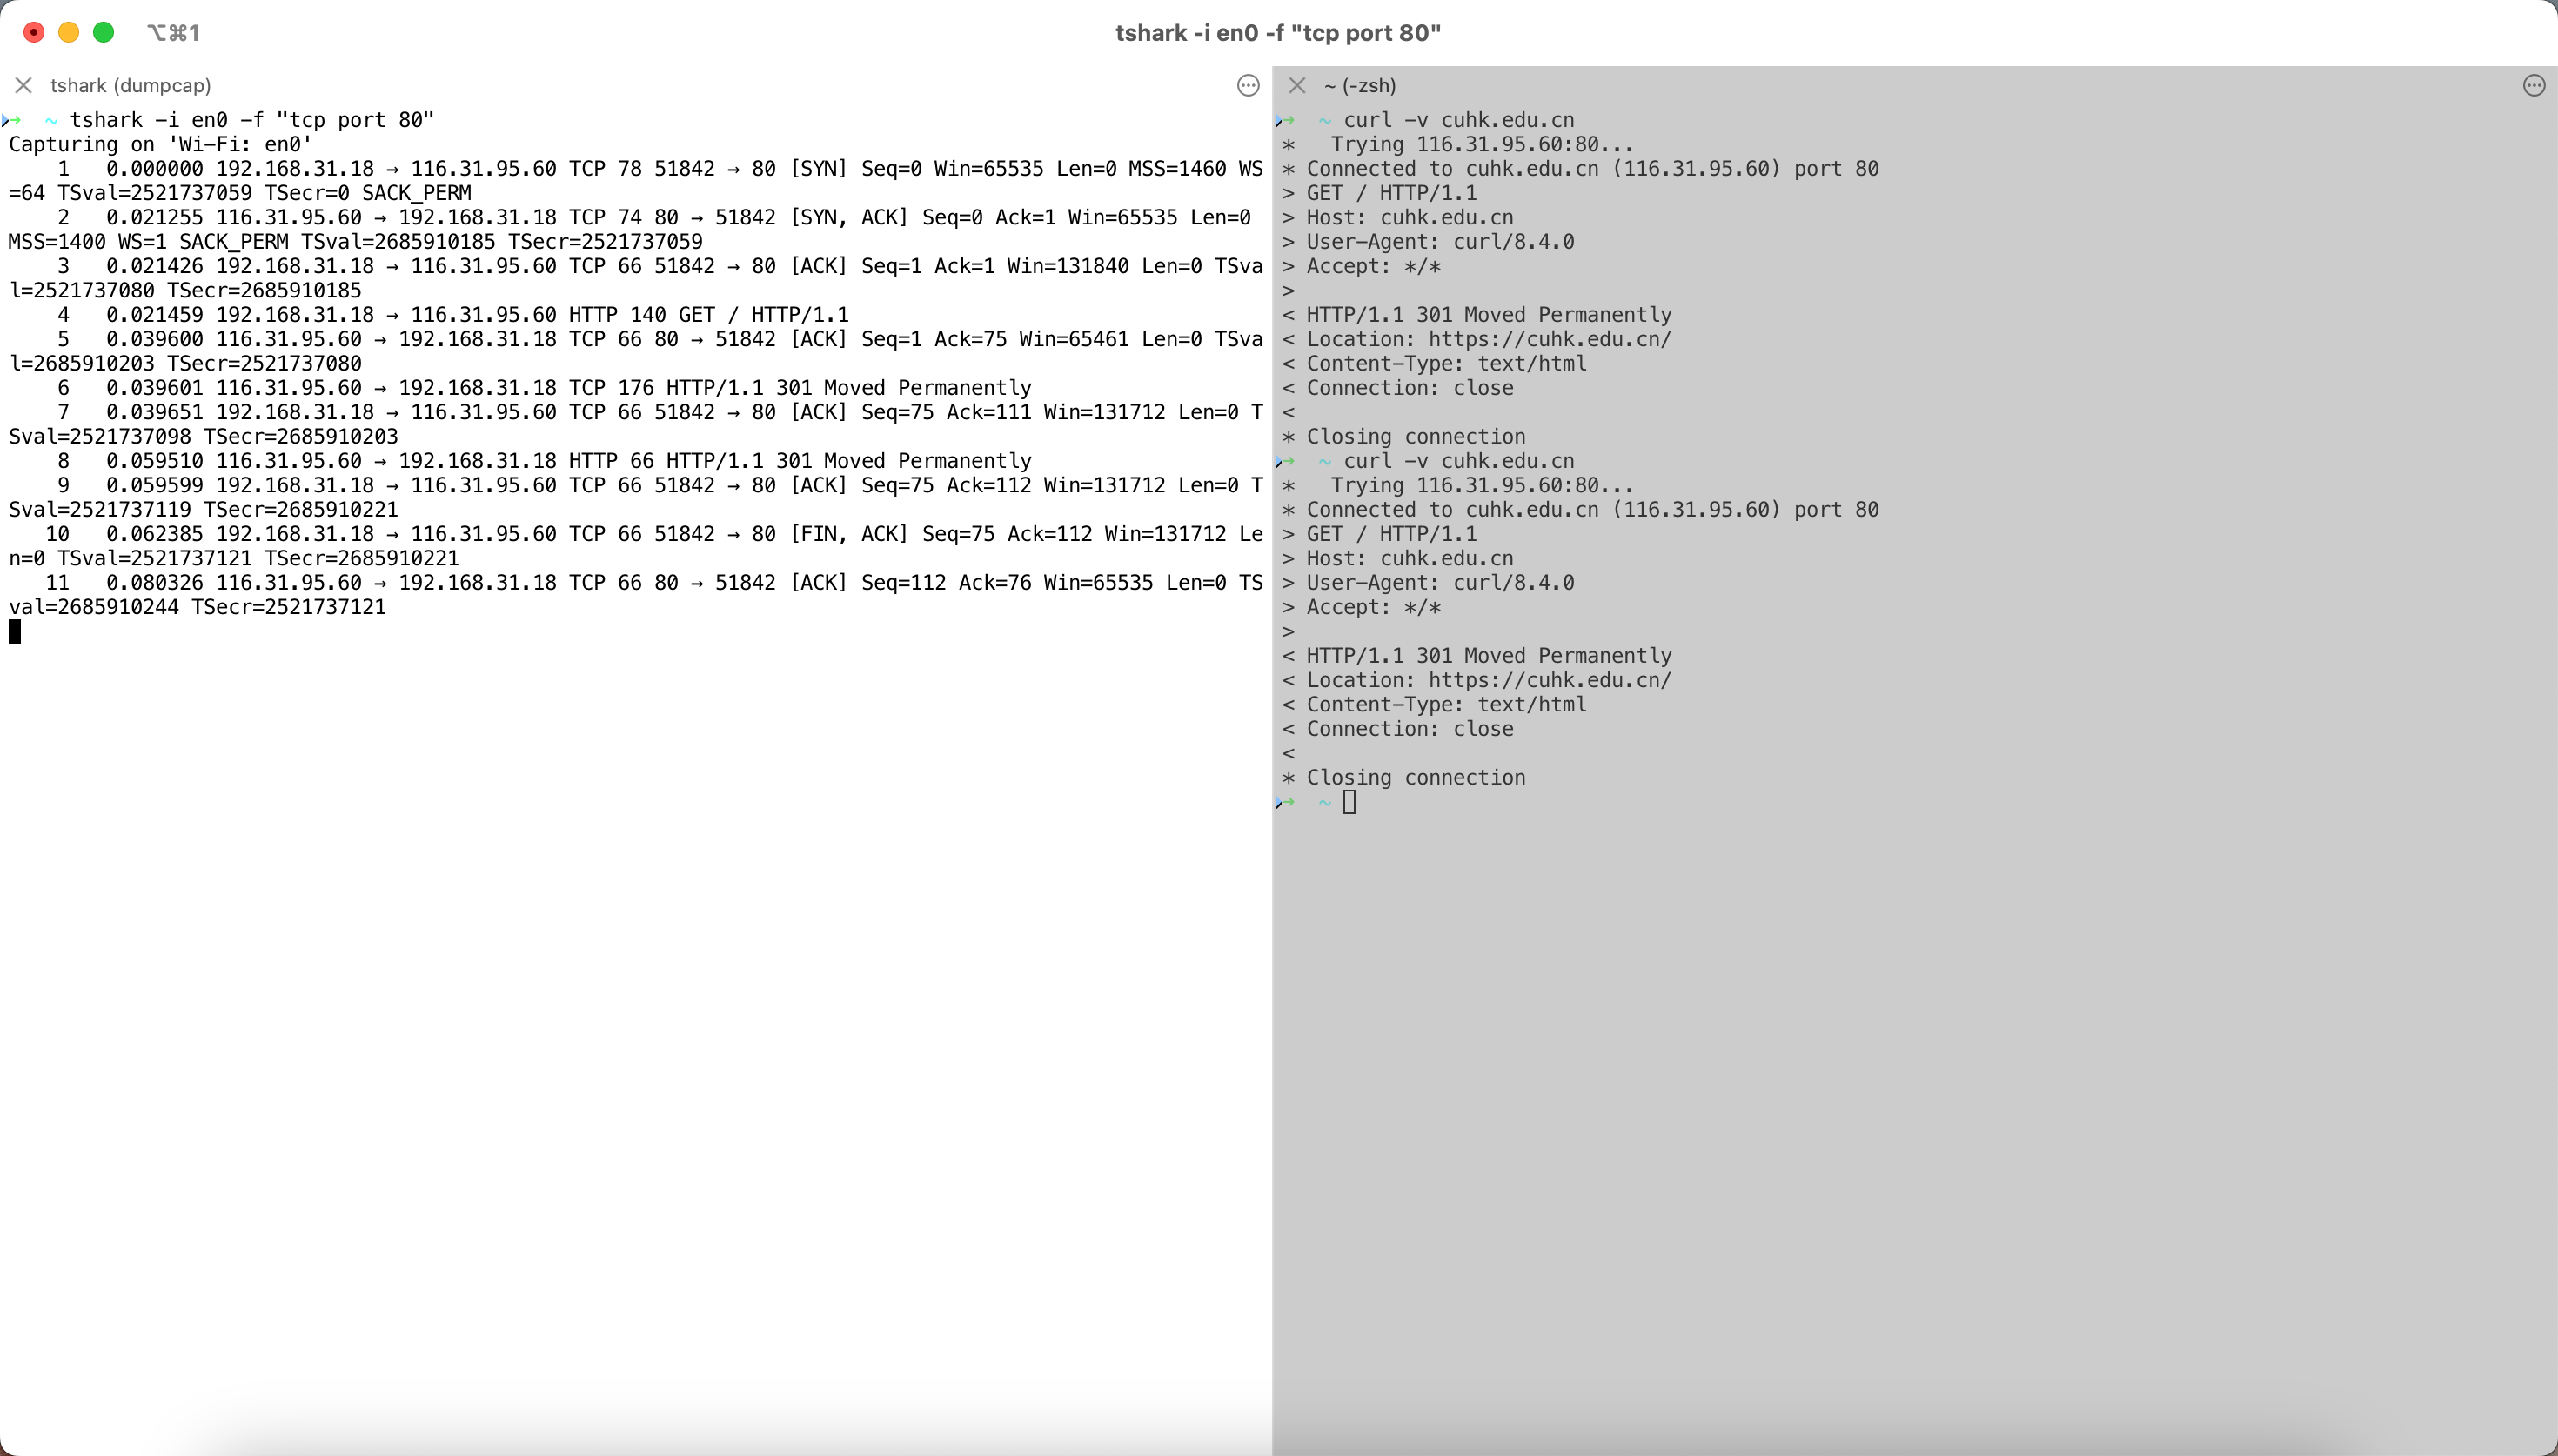 ⌥⌘1
tshark -i en0 -f "tcp port 80"
tshark (dumpcap)
~ tshark -i en0 -f "tcp port 80"
Capturing on 'Wi-Fi: en0'
1 0.000000 192.168.31.18 → 116.31.95.60 TCP 78 51842 → 80 [SYN] Seq=0 Win=65535 Len=0 MSS=1460 WS
=64 TSval=2521737059 TSecr=0 SACK_PERM
2 0.021255 116.31.95.60 → 192.168.31.18 TCP 74 80 → 51842 [SYN, ACK] Seq=0 Ack=1 Win=65535 Len=0
MSS=1400 WS=1 SACK_PERM TSval=2685910185 TSecr=2521737059
3 0.021426 192.168.31.18 → 116.31.95.60 TCP 66 51842 → 80 [ACK] Seq=1 Ack=1 Win=131840 Len=0 TSva
l=2521737080 TSecr=2685910185
4 0.021459 192.168.31.18 → 116.31.95.60 HTTP 140 GET / HTTP/1.1
5 0.039600 116.31.95.60 → 192.168.31.18 TCP 66 80 → 51842 [ACK] Seq=1 Ack=75 Win=65461 Len=0 TSva
l=2685910203 TSecr=2521737080
6 0.039601 116.31.95.60 → 192.168.31.18 TCP 176 HTTP/1.1 301 Moved Permanently
7 0.039651 192.168.31.18 → 116.31.95.60 TCP 66 51842 → 80 [ACK] Seq=75 Ack=111 Win=131712 Len=0 T
Sval=2521737098 TSecr=2685910203
8 0.059510 116.31.95.60 → 192.168.31.18 HTTP 66 HTTP/1.1 301 Moved Permanently
9 0.059599 192.168.31.18 → 116.31.95.60 TCP 66 51842 → 80 [ACK] Seq=75 Ack=112 Win=131712 Len=0 T
Sval=2521737119 TSecr=2685910221
10 0.062385 192.168.31.18 → 116.31.95.60 TCP 66 51842 → 80 [FIN, ACK] Seq=75 Ack=112 Win=131712 Le
n=0 TSval=2521737121 TSecr=2685910221
11 0.080326 116.31.95.60 → 192.168.31.18 TCP 66 80 → 51842 [ACK] Seq=112 Ack=76 Win=65535 Len=0 TS
val=2685910244 TSecr=2521737121
~ (-zsh)
~ curl -v cuhk.edu.cn
* Trying 116.31.95.60:80...
* Connected to cuhk.edu.cn (116.31.95.60) port 80
> GET / HTTP/1.1
> Host: cuhk.edu.cn
> User-Agent: curl/8.4.0
> Accept: */*
>
< HTTP/1.1 301 Moved Permanently
< Location: https://cuhk.edu.cn/
< Content-Type: text/html
< Connection: close
<
* Closing connection
~ curl -v cuhk.edu.cn
* Trying 116.31.95.60:80...
* Connected to cuhk.edu.cn (116.31.95.60) port 80
> GET / HTTP/1.1
> Host: cuhk.edu.cn
> User-Agent: curl/8.4.0
> Accept: */*
>
< HTTP/1.1 301 Moved Permanently
< Location: https://cuhk.edu.cn/
< Content-Type: text/html
< Connection: close
<
* Closing connection
~